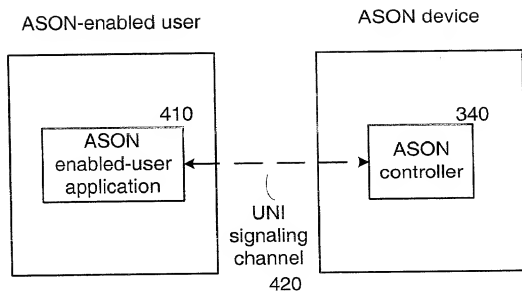 ASON-enabled user
ASON device
410
ASON
enabled-user
application
340
ASON
controller
UNI
signaling
channel
420